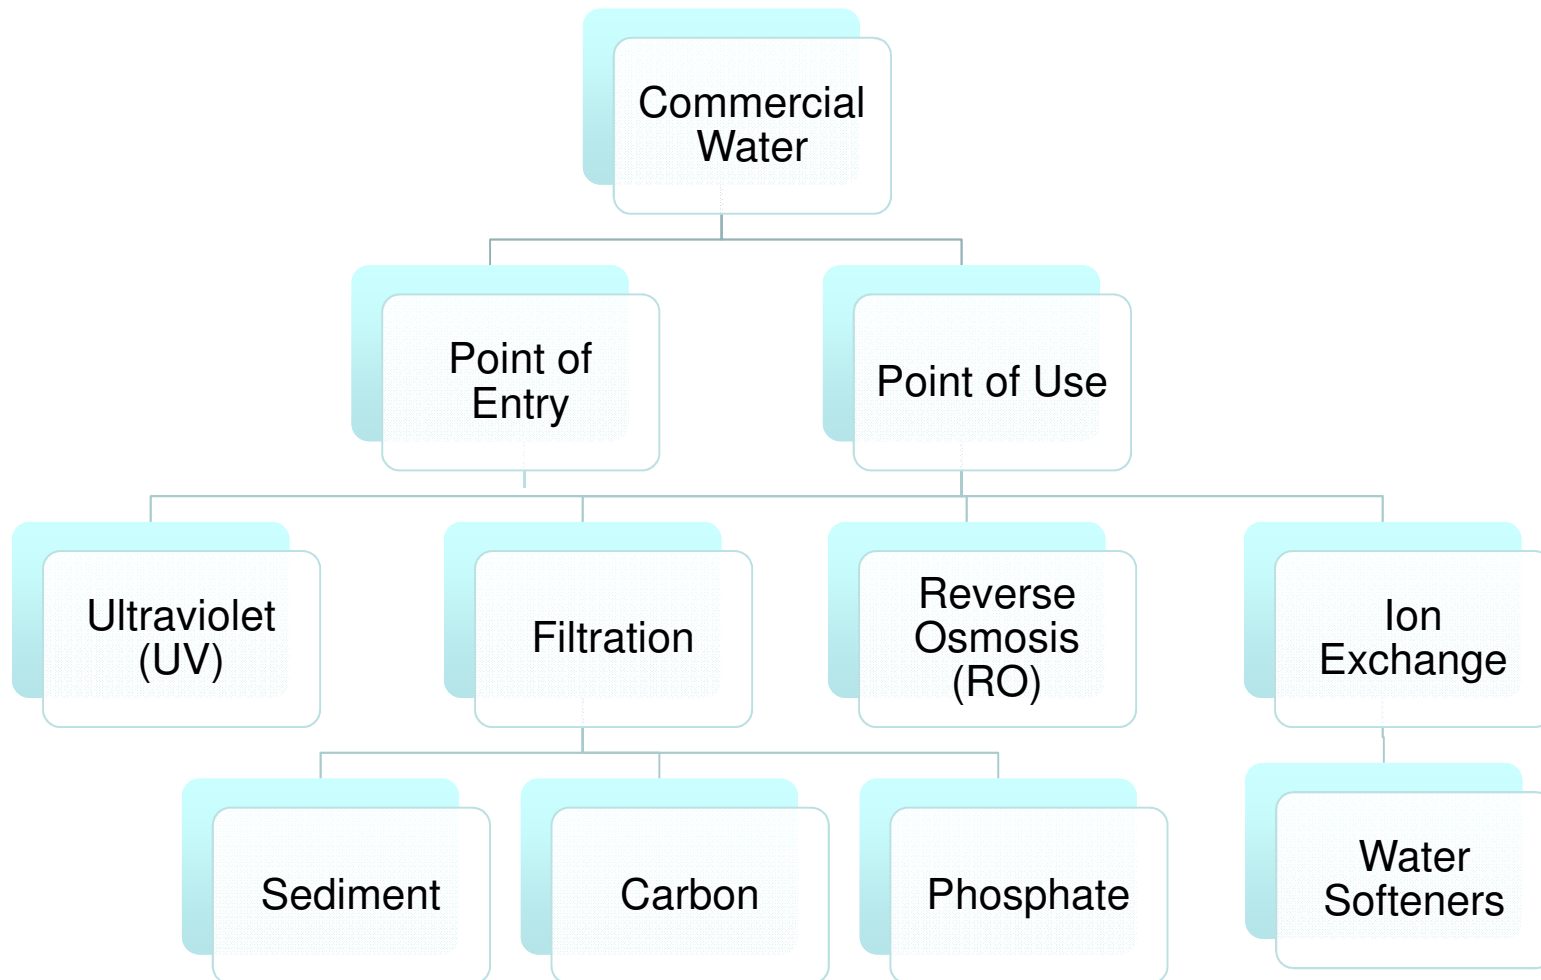 Commercial
Water
Point of
Entry
Point of Use
Ultraviolet
(UV)
Filtration
Reverse
Osmosis
(RO)
Ion
Exchange
Sediment
Carbon
Phosphate
Water
Softeners